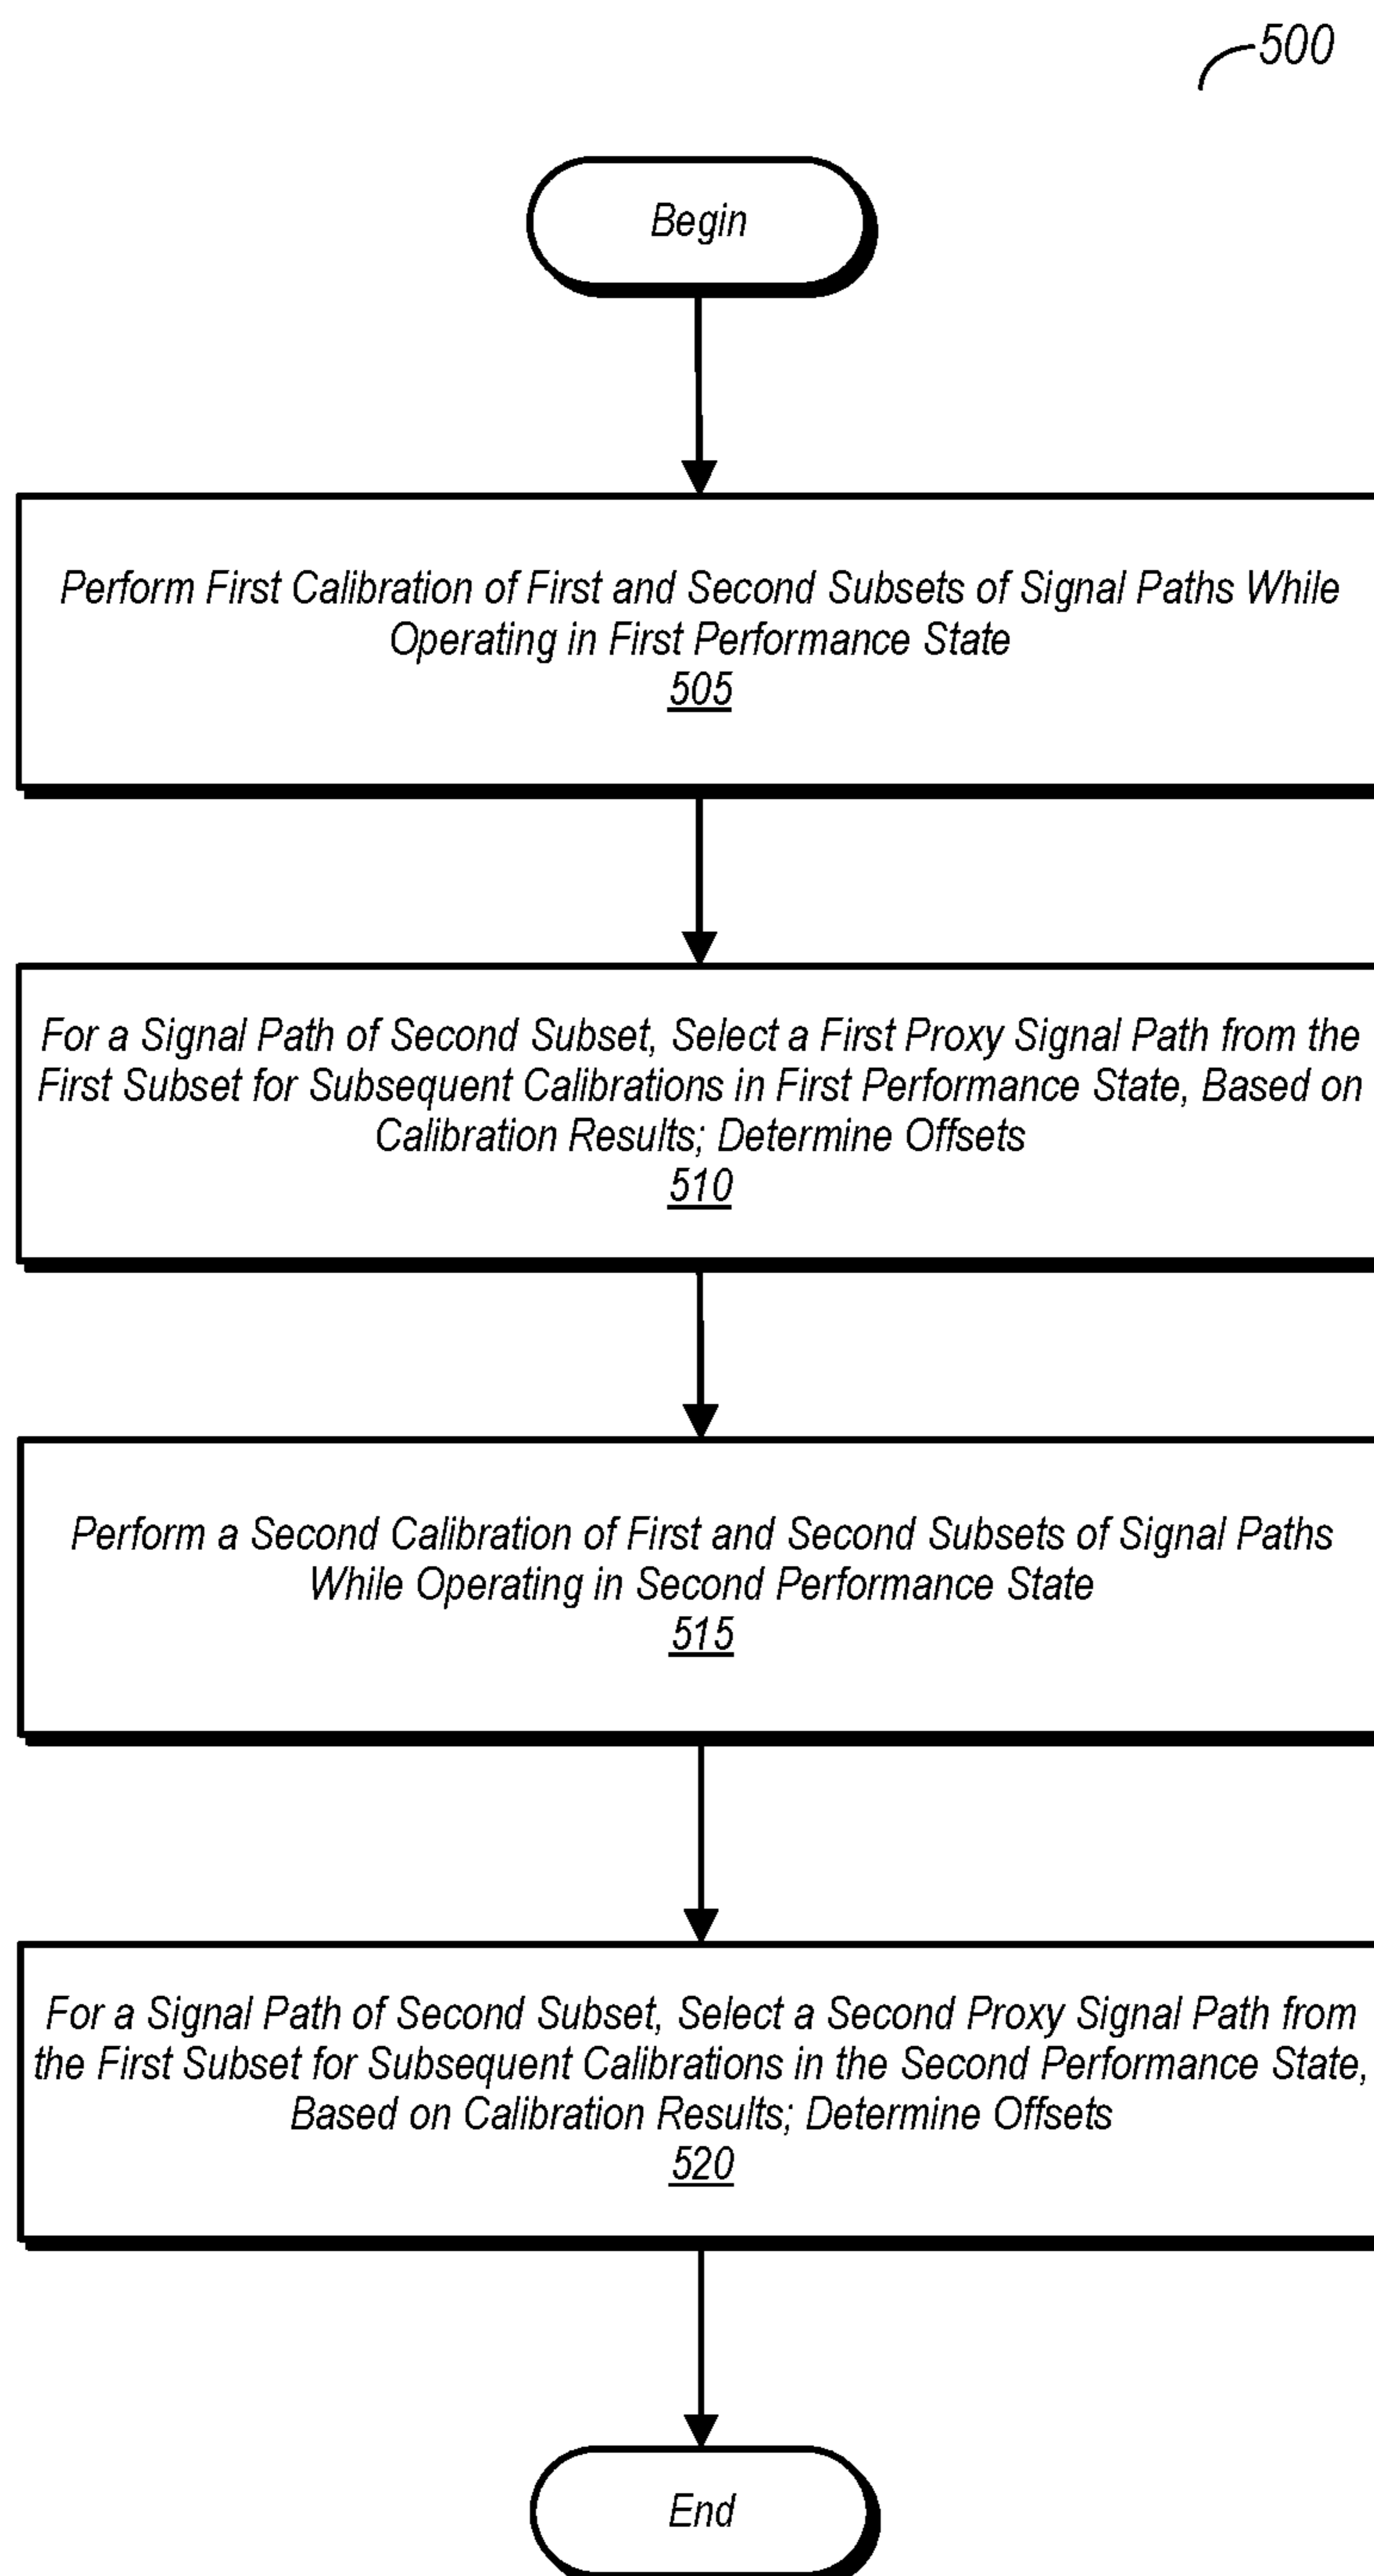 500
Begin
Perform First Calibration of First and Second Subsets of Signal Paths While
Operating in First Performance State
505
For a Signal Path of Second Subset, Select a First Proxy Signal Path from the
First Subset for Subsequent Calibrations in First Performance State, Based on
Calibration Results; Determine Offsets
510
Perform a Second Calibration of First and Second Subsets of Signal Paths
While Operating in Second Performance State
515
For a Signal Path of Second Subset, Select a Second Proxy Signal Path from
the First Subset for Subsequent Calibrations in the Second Performance State,
Based on Calibration Results; Determine Offsets
520
End